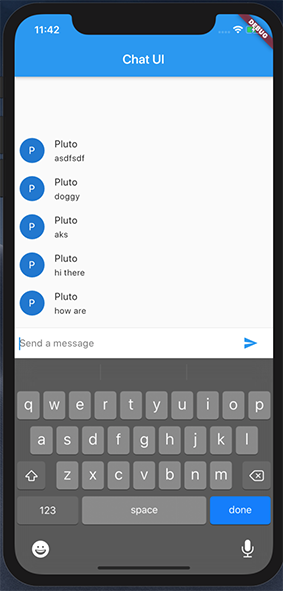 11:42
DEBUG
Chat UI
P
Pluto
asdfsdf
P
Pluto
doggy
P
Pluto
aks
P
Pluto
hi there
P
Pluto
how are
Send a message
q w e r t y u i o p
a s d f g h j k l
z x c v b n m
123 space done